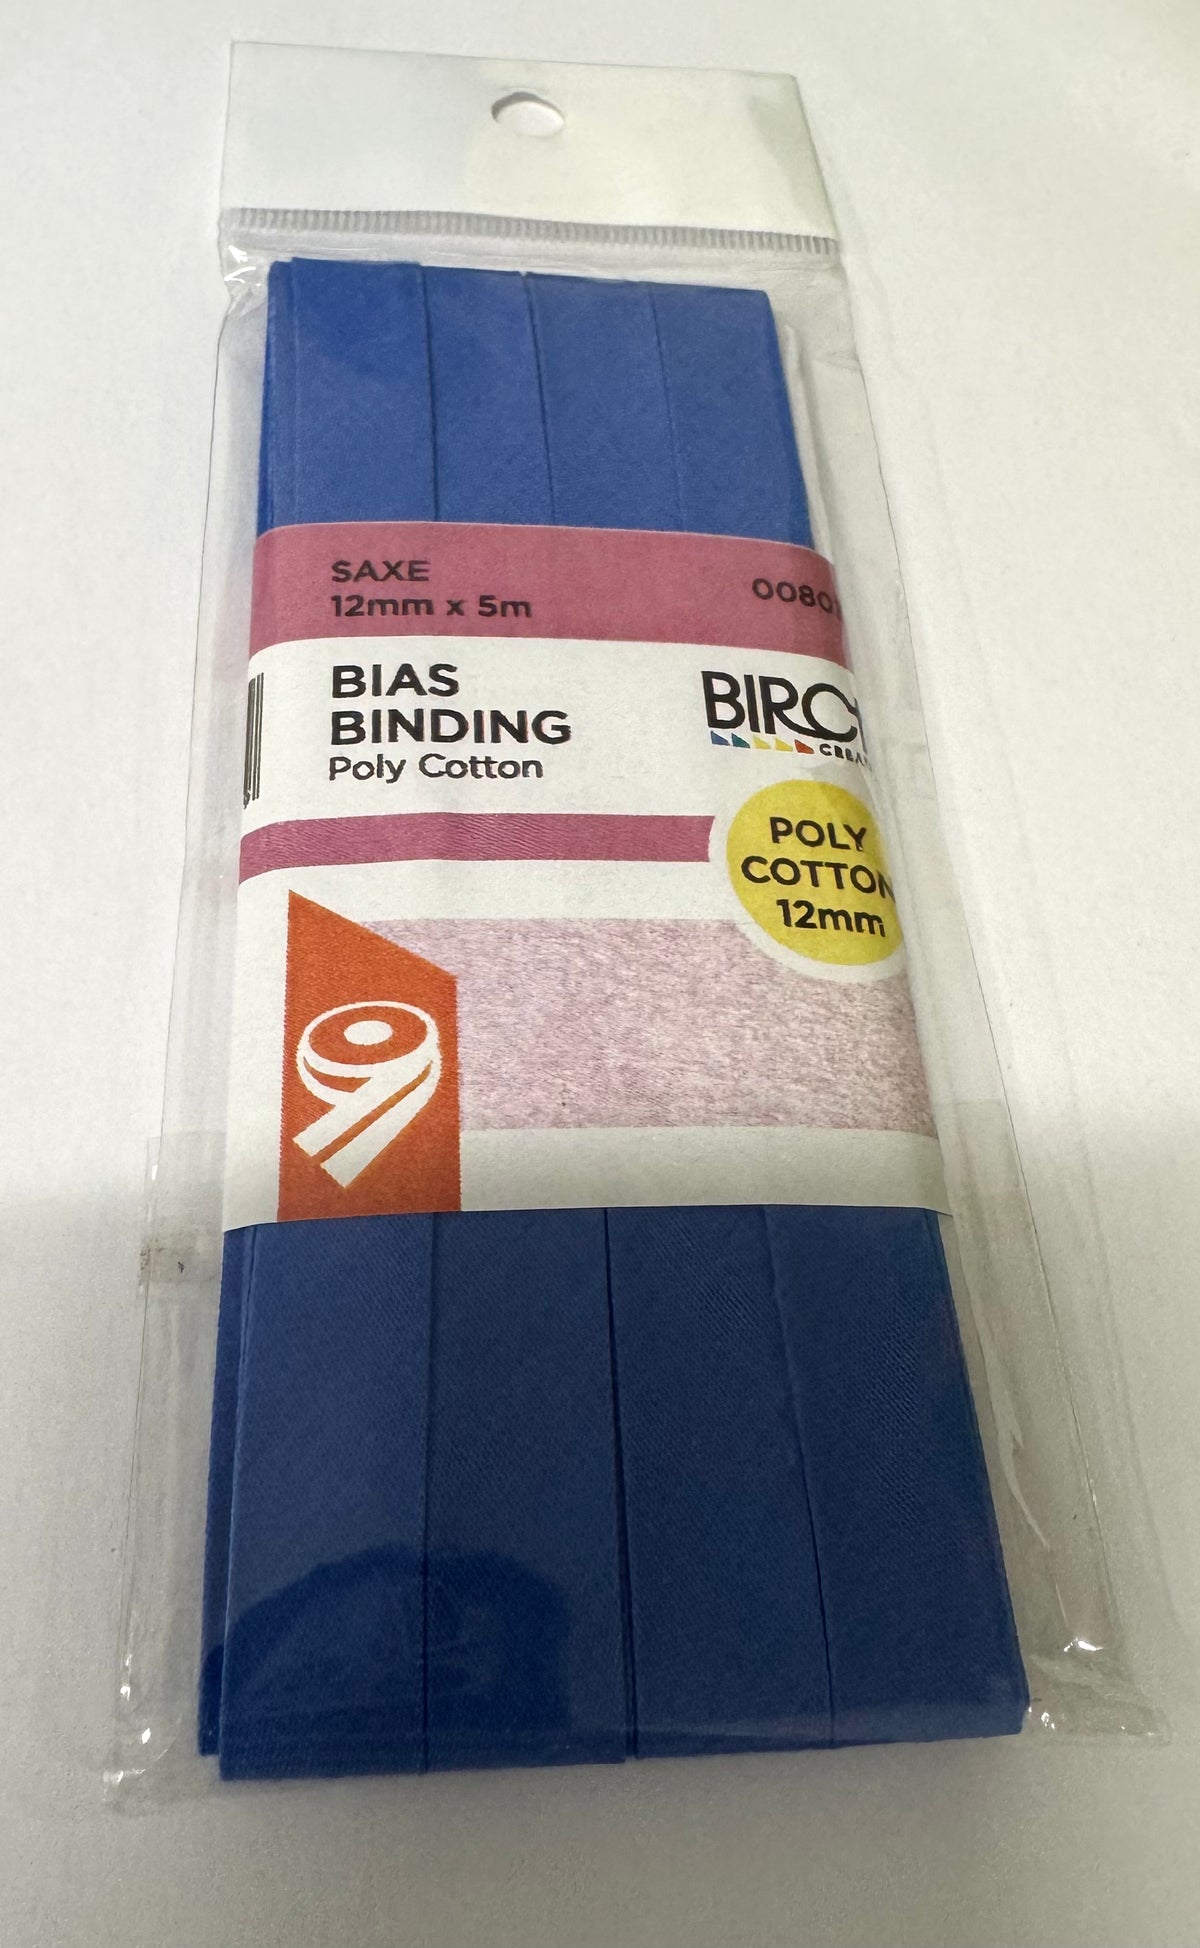 SAXE
12mm x 5m
BIAS
BINDING
Poly Cotton
POLY
COTTON
12mm